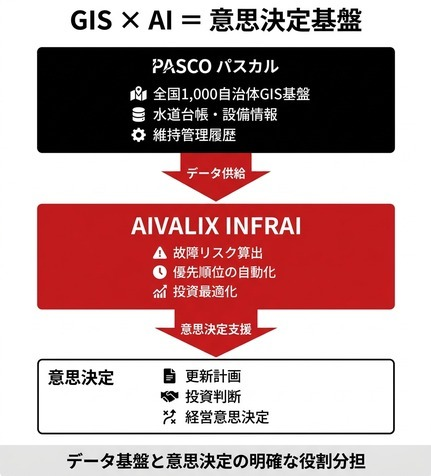 GIS × AI = 意思決定基盤
PASCO パスカル
全国1,000自治体GIS基盤
水道台帳・設備情報
維持管理履歴
データ供給
AIVALIX INFRAI
故障リスク算出
優先順位の自動化
投資最適化
意思決定支援
意思決定
更新計画
投資判断
経営意思決定
データ基盤と意思決定の明確な役割分担